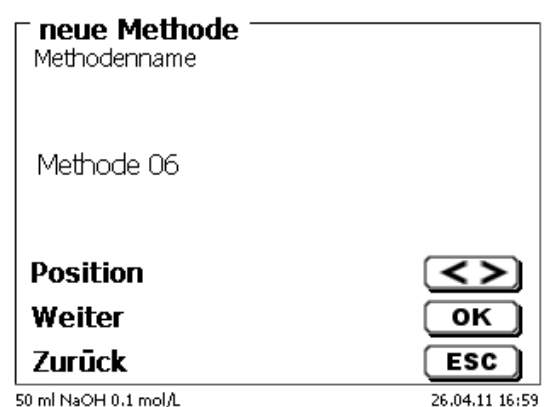 neue Methode
Methodenname
Methode 06
Position < >
Weiter OK
Zurück ESC
50 ml NaOH 0.1 mol/L 26.04.11 16:59